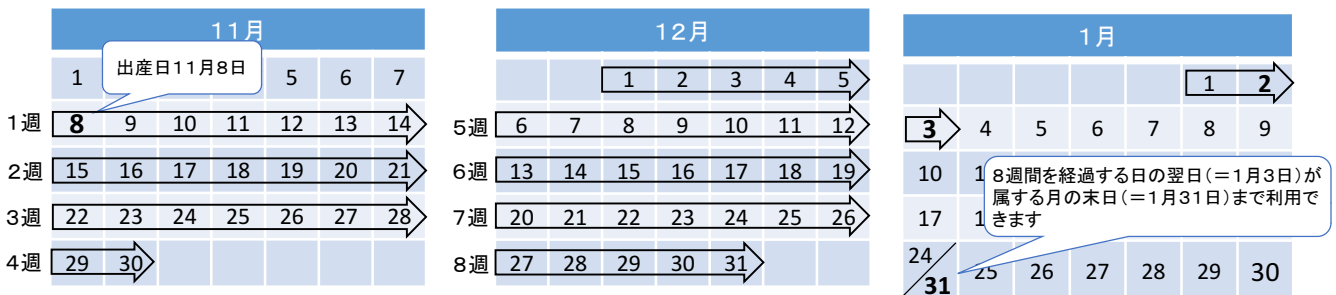 11月
1 5 6 7
出産日11月8日
1週 8 9 10 11 12 13 14
2週 15 16 17 18 19 20 21
3週 22 23 24 25 26 27 28
4週 29 30
12月
1 2 3 4 5
5週 6 7 8 9 10 11 12
6週 13 14 15 16 17 18 19
7週 20 21 22 23 24 25 26
8週 27 28 29 30 31
1月
1 2
3 4 5 6 7 8 9
10 1
17 1
8週間を経過する日の翌日(=1月3日)が
属する月の末日(=1月31日)まで利用で
きます
24/31 25 26 27 28 29 30